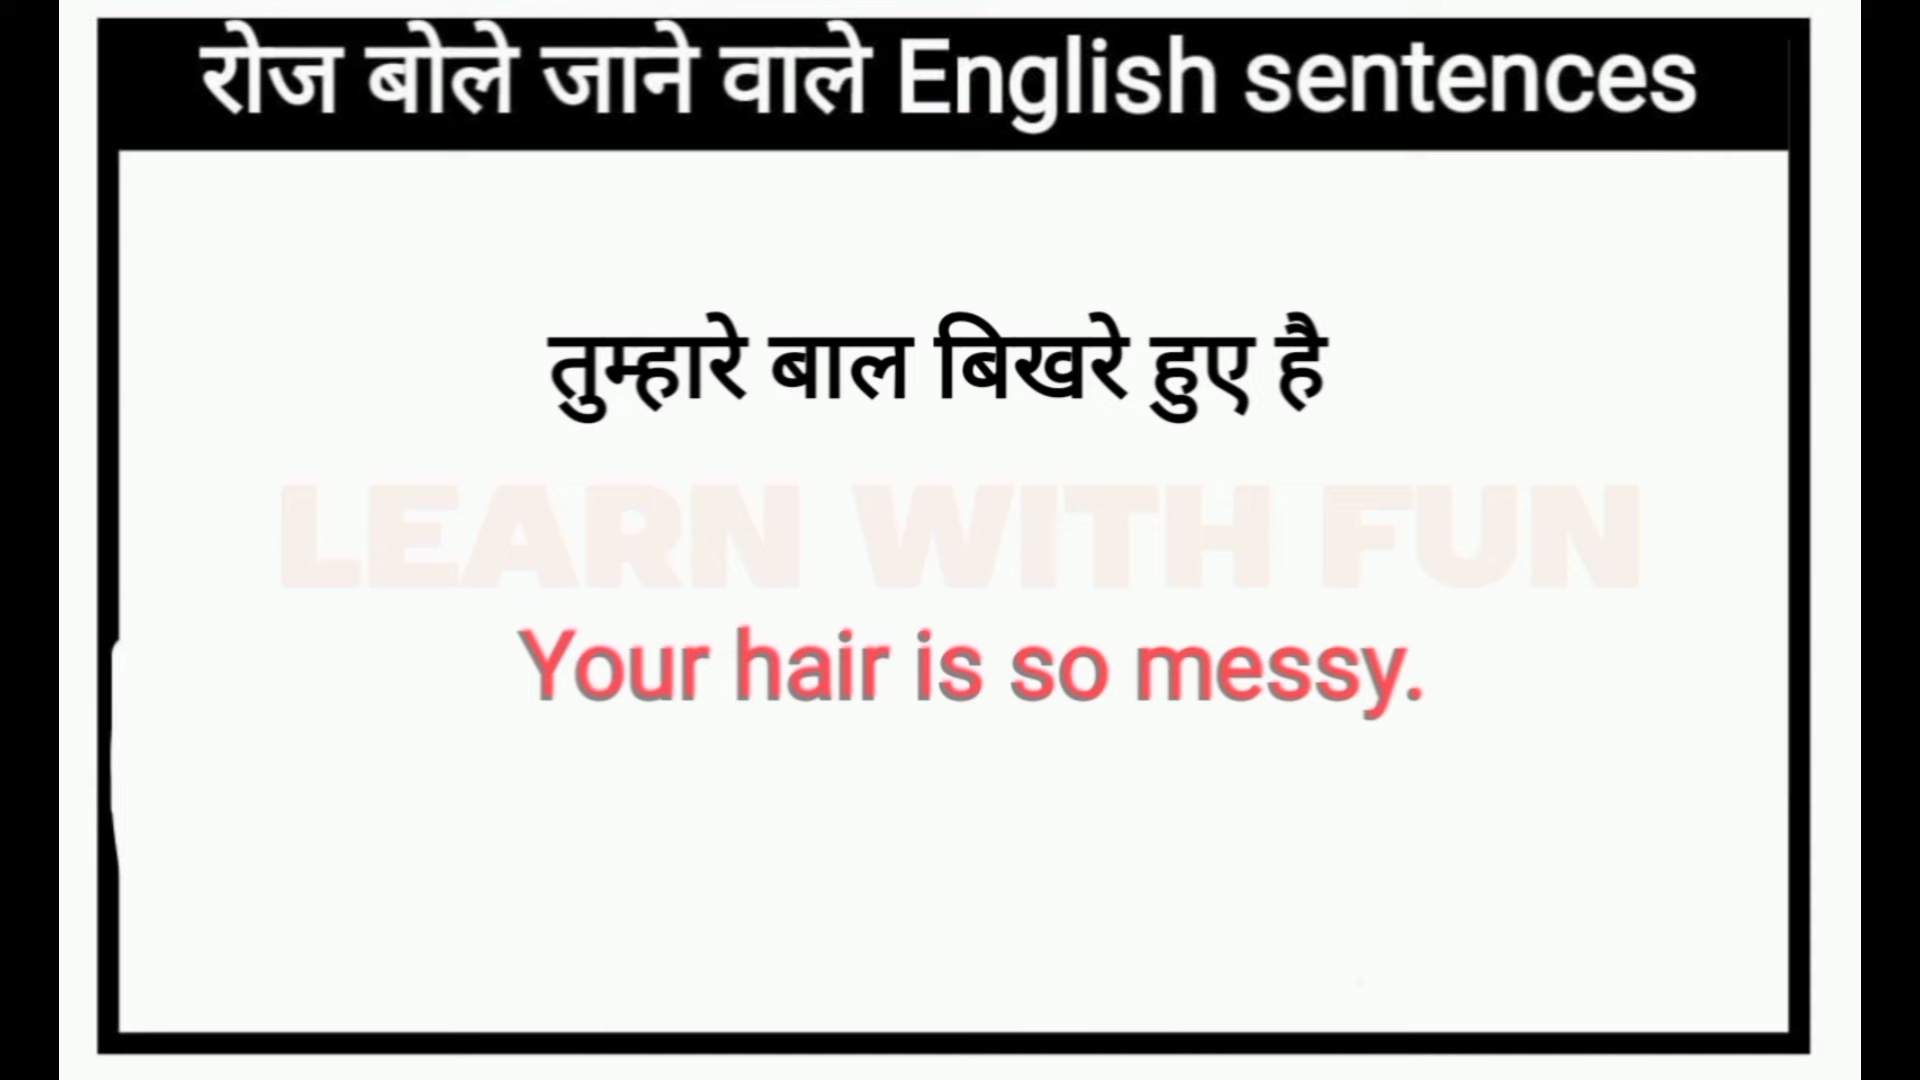 रोज बोले जाने वाले English sentences
तुम्हारे बाल बिखरे हुए है
LEARN WITH FUN
Your hair is so messy.